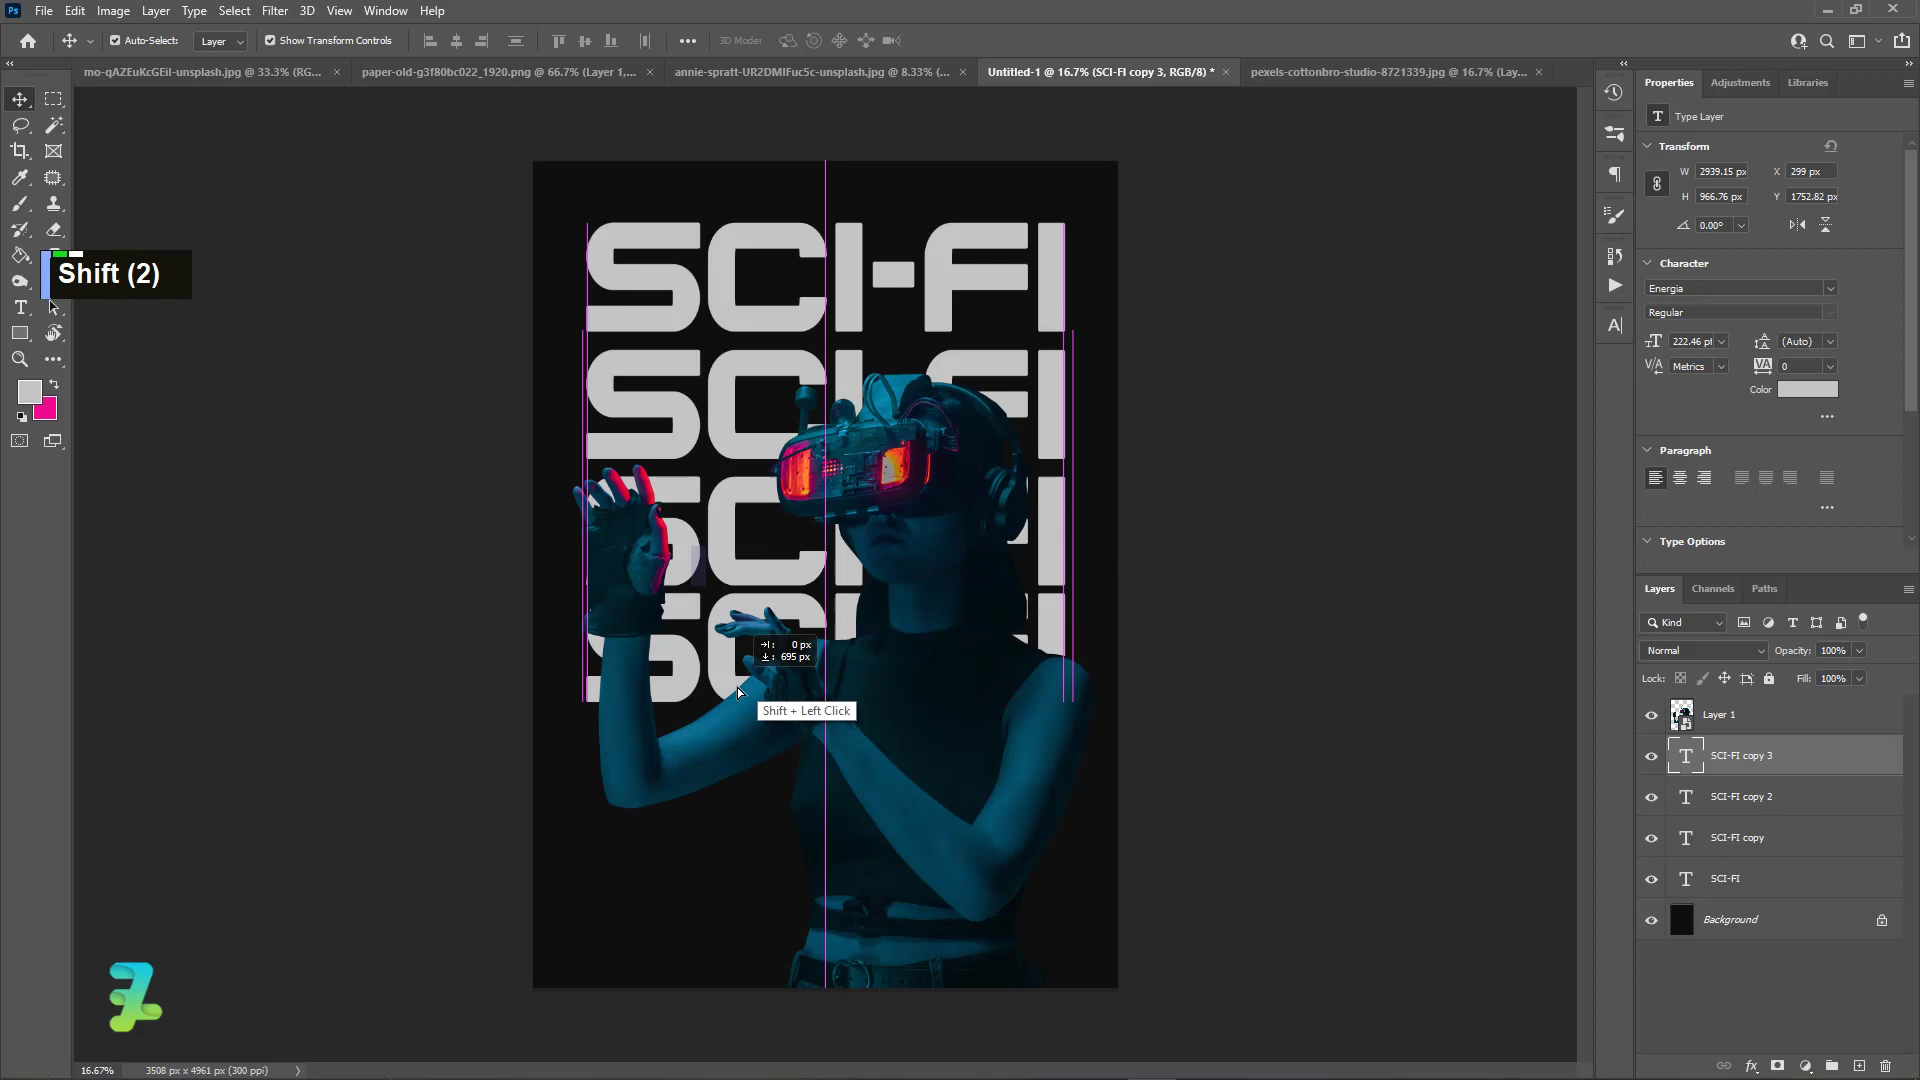 Ps File Edit Image Layer Type Select Filter 3D View Window Help
Auto-Select: Layer Show Transform Controls 3D Mode:
mo-qAZEuKcGEiI-unsplash.jpg @ 33.3% (RG... × paper-old-g3f80bc022_1920.png @ 66.7% (Layer 1,... × annie-spratt-UR2DMIFuc5c-unsplash.jpg @ 8.33% (... × Untitled-1 @ 16.7% (SCI-FI copy 3, RGB/8) * × pexels-cottonbro-studio-8721339.jpg @ 16.7% (Lay... ×
Shift (2)
SCI-FI
SCI-FI
SCI-FI
SCI-FI
0 px
695 px
Shift + Left Click
Properties Adjustments Libraries
Type Layer
Transform
W 2939.15 px X 299 px
H 966.76 px Y 1752.82 px
0.00°
Character
Energia
Regular
222.46 pt (Auto)
Metrics 0
Color
Paragraph
Type Options
Layers Channels Paths
Kind
Normal Opacity: 100%
Lock: Fill: 100%
Layer 1
SCI-FI copy 3
SCI-FI copy 2
SCI-FI copy
SCI-FI
Background
16.67% 3508 px x 4961 px (300 ppi)